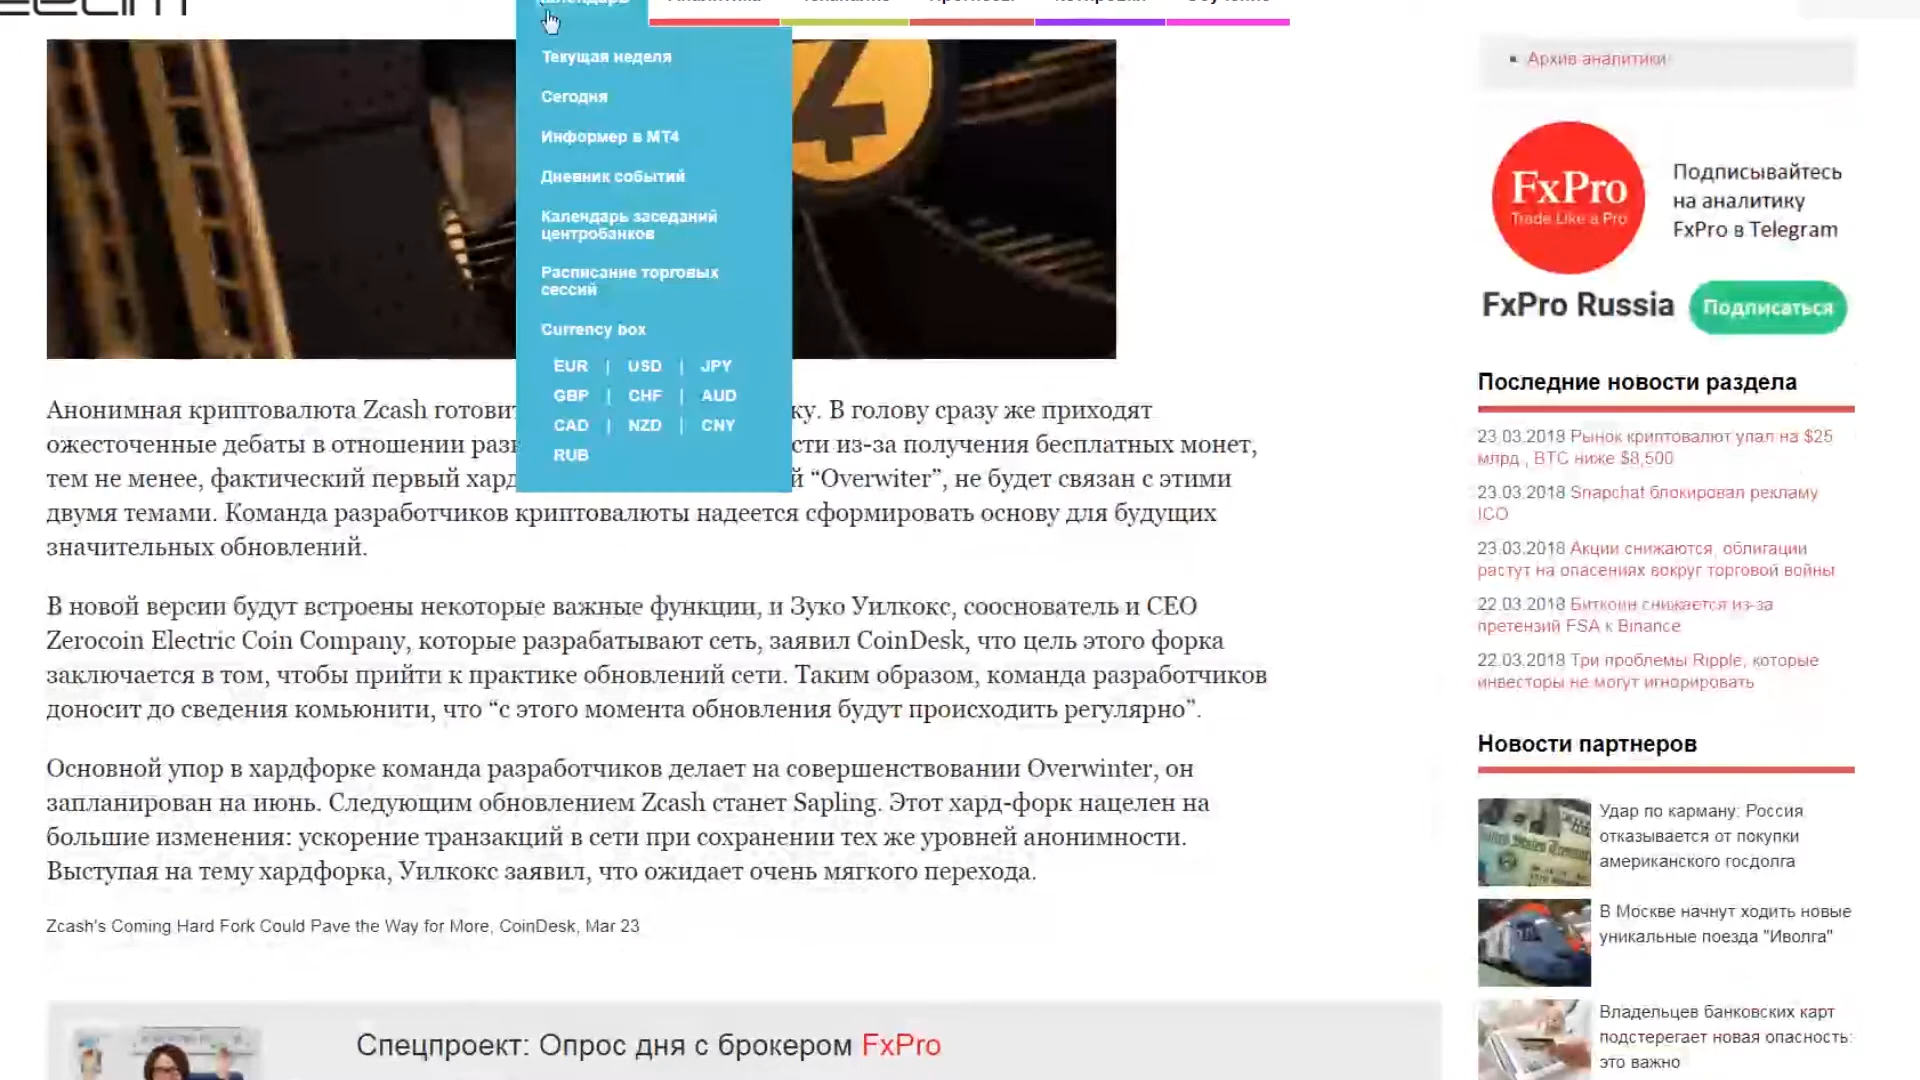 Календарь
Текущая неделя
Сегодня
Информер в МТ4
Дневник событий
Календарь заседаний
центробанков
Расписание торговых
сессий
Currency box
EUR | USD | JPY
GBP | CHF | AUD
CAD | NZD | CNY
RUB
4
Анонимная криптовалюта Zcash ку. В голову сразу же приходят
ожесточенные дебаты в отношении сти из-за получения бесплатных монет,
тем не менее, фактический первый хард й “Overwiter”, не будет связан с этими
двумя темами. Команда разработчиков криптовалюты надеется сформировать основу для будущих
значительных обновлений.
В новой версии будут встроены некоторые важные функции, и Зуко Уилкокс, сооснователь и CEO
Zerocoin Electric Coin Company, которые разрабатывают сеть, заявил CoinDesk, что цель этого форка
заключается в том, чтобы прийти к практике обновлений сети. Таким образом, команда разработчиков
доносит до сведения комьюнити, что “с этого момента обновления будут происходить регулярно”.
Основной упор в хардфорке команда разработчиков делает на совершенствовании Overwinter, он
запланирован на июнь. Следующим обновлением Zcash станет Sapling. Этот хард-форк нацелен на
большие изменения: ускорение транзакций в сети при сохранении тех же уровней анонимности.
Выступая на тему хардфорка, Уилкокс заявил, что ожидает очень мягкого перехода.
Zcash's Coming Hard Fork Could Pave the Way for More, CoinDesk, Mar 23
Спецпроект: Опрос дня с брокером FxPro
Архив аналитики
FxPro
Trade Like a Pro
Подписывайтесь
на аналитику
FxPro в Telegram
FxPro Russia
Подписаться
Последние новости раздела
23.03.2018 Рынок криптовалют упал на $25
млрд., BTC ниже $8,500
23.03.2018 Snapchat блокировал рекламу
ICO
23.03.2018 Акции снижаются, облигации
растут на опасениях вокруг торговой войны
22.03.2018 Биткоин снижается из-за
претензий FSA к Binance
22.03.2018 Три проблемы Ripple, которые
инвесторы не могут игнорировать
Новости партнеров
Удар по карману: Россия
отказывается от покупки
американского госдолга
В Москве начнут ходить новые
уникальные поезда "Иволга"
Владельцев банковских карт
подстерегает новая опасность:
это важно